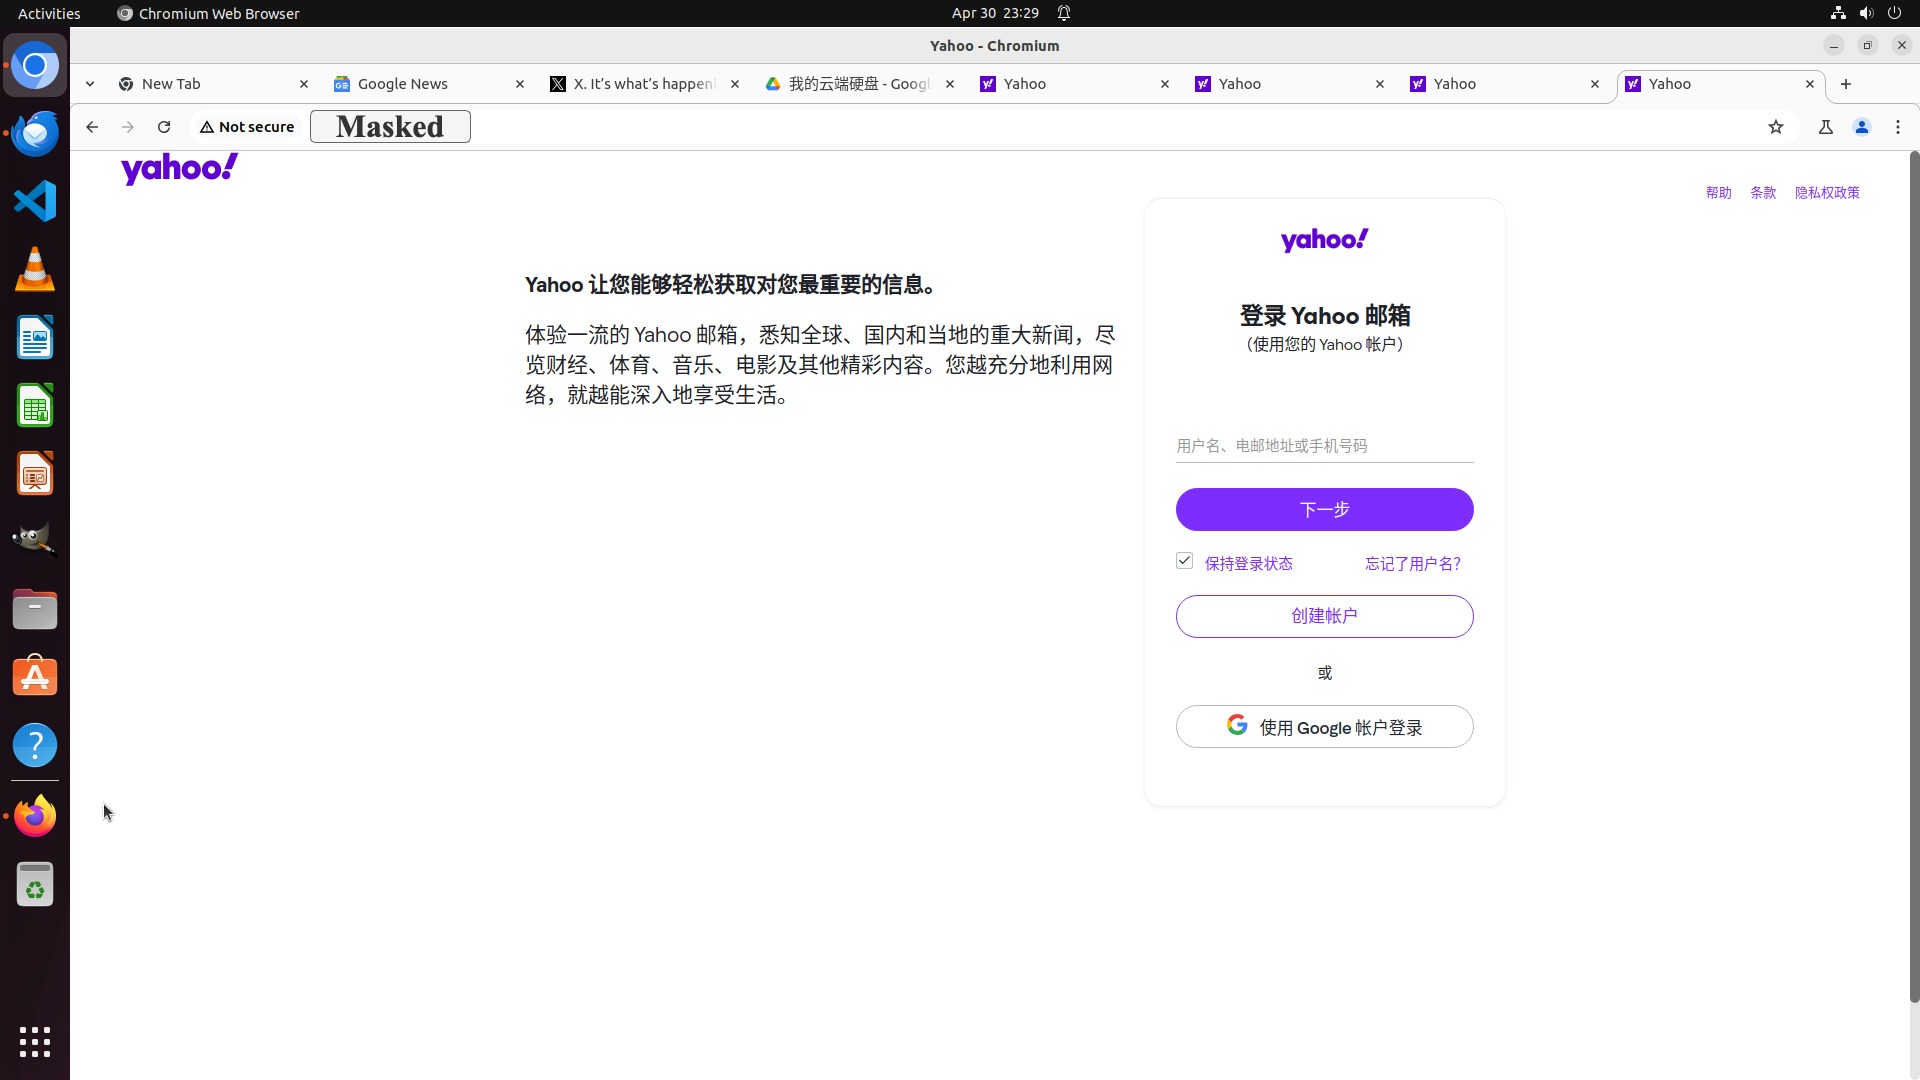 Activities
Chromium Web Browser
Apr 30 23:29
Yahoo - Chromium
New Tab
Google News
X. It's what's happeni
我的云端硬盘 - Googl
Yahoo
Yahoo
Yahoo
Yahoo
Not secure
Masked
yahoo!
帮助
条款
隐私权政策
yahoo!
Yahoo 让您能够轻松获取对您最重要的信息。
体验一流的 Yahoo 邮箱，悉知全球、国内和当地的重大新闻，尽
览财经、体育、音乐、电影及其他精彩内容。您越充分地利用网
络，就越能深入地享受生活。
登录 Yahoo 邮箱
（使用您的 Yahoo 帐户）
用户名、电邮地址或手机号码
下一步
保持登录状态
忘记了用户名？
创建帐户
或
使用 Google 帐户登录